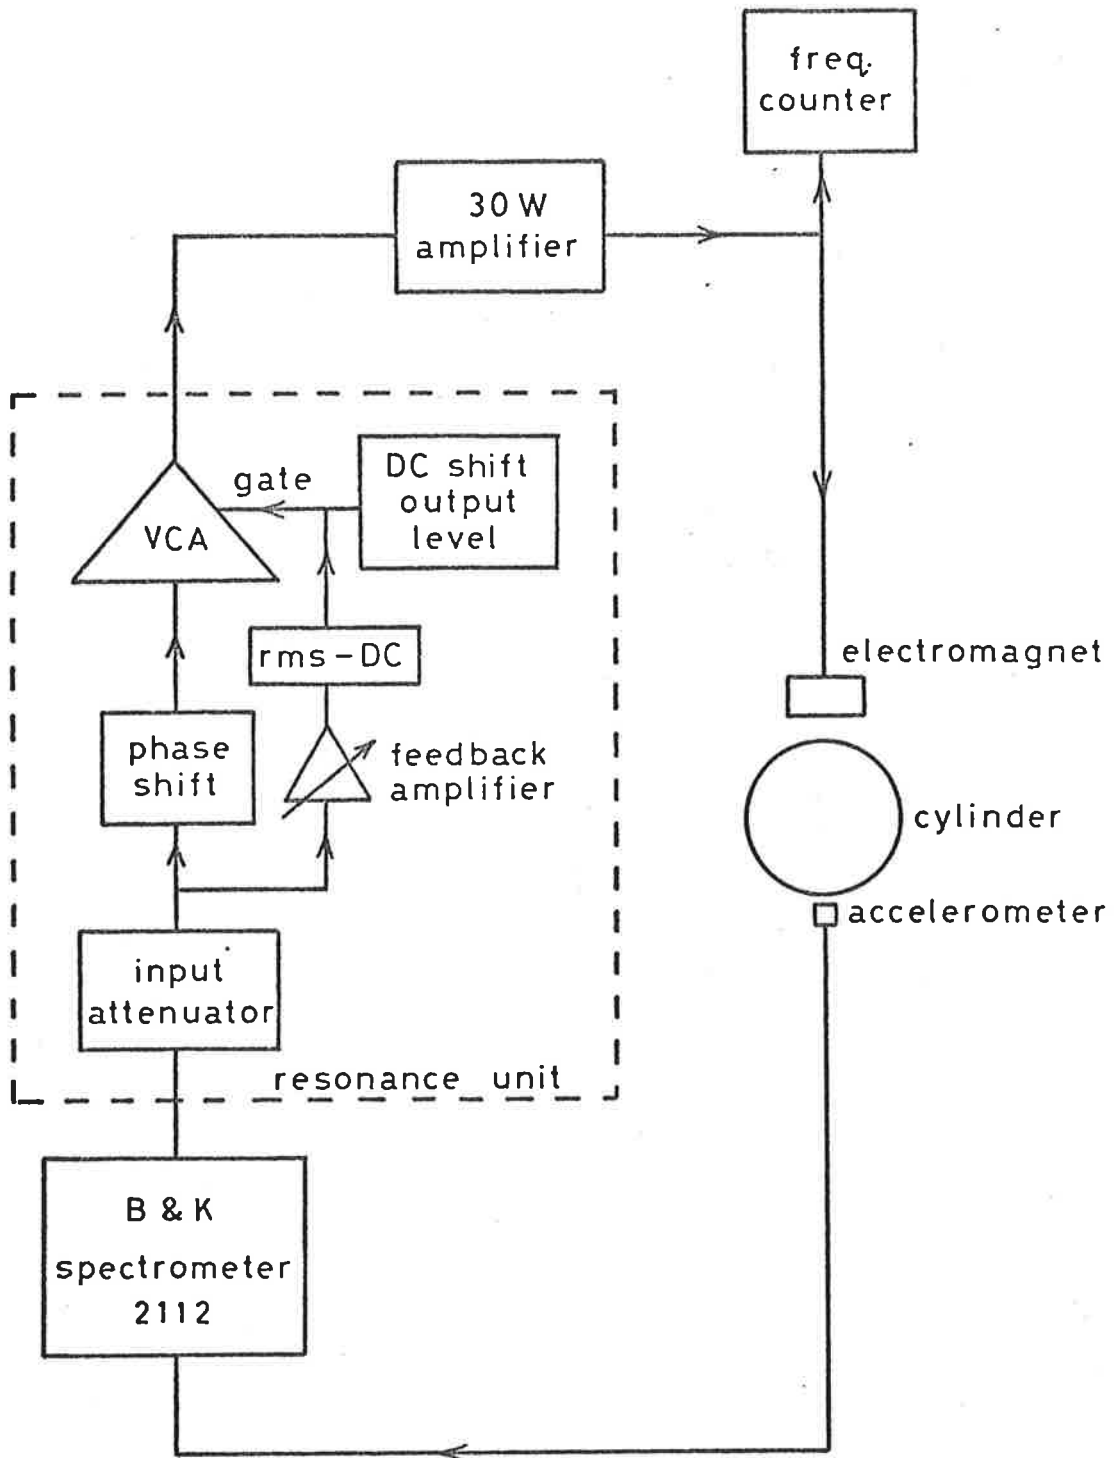 freq.
counter
30 W
amplifier
gate
DC shift
output
level
VCA
rms-DC
electromagnet
phase
shift
feedback
amplifier
cylinder
accelerometer
input
attenuator
resonance unit
B & K
spectrometer
2112